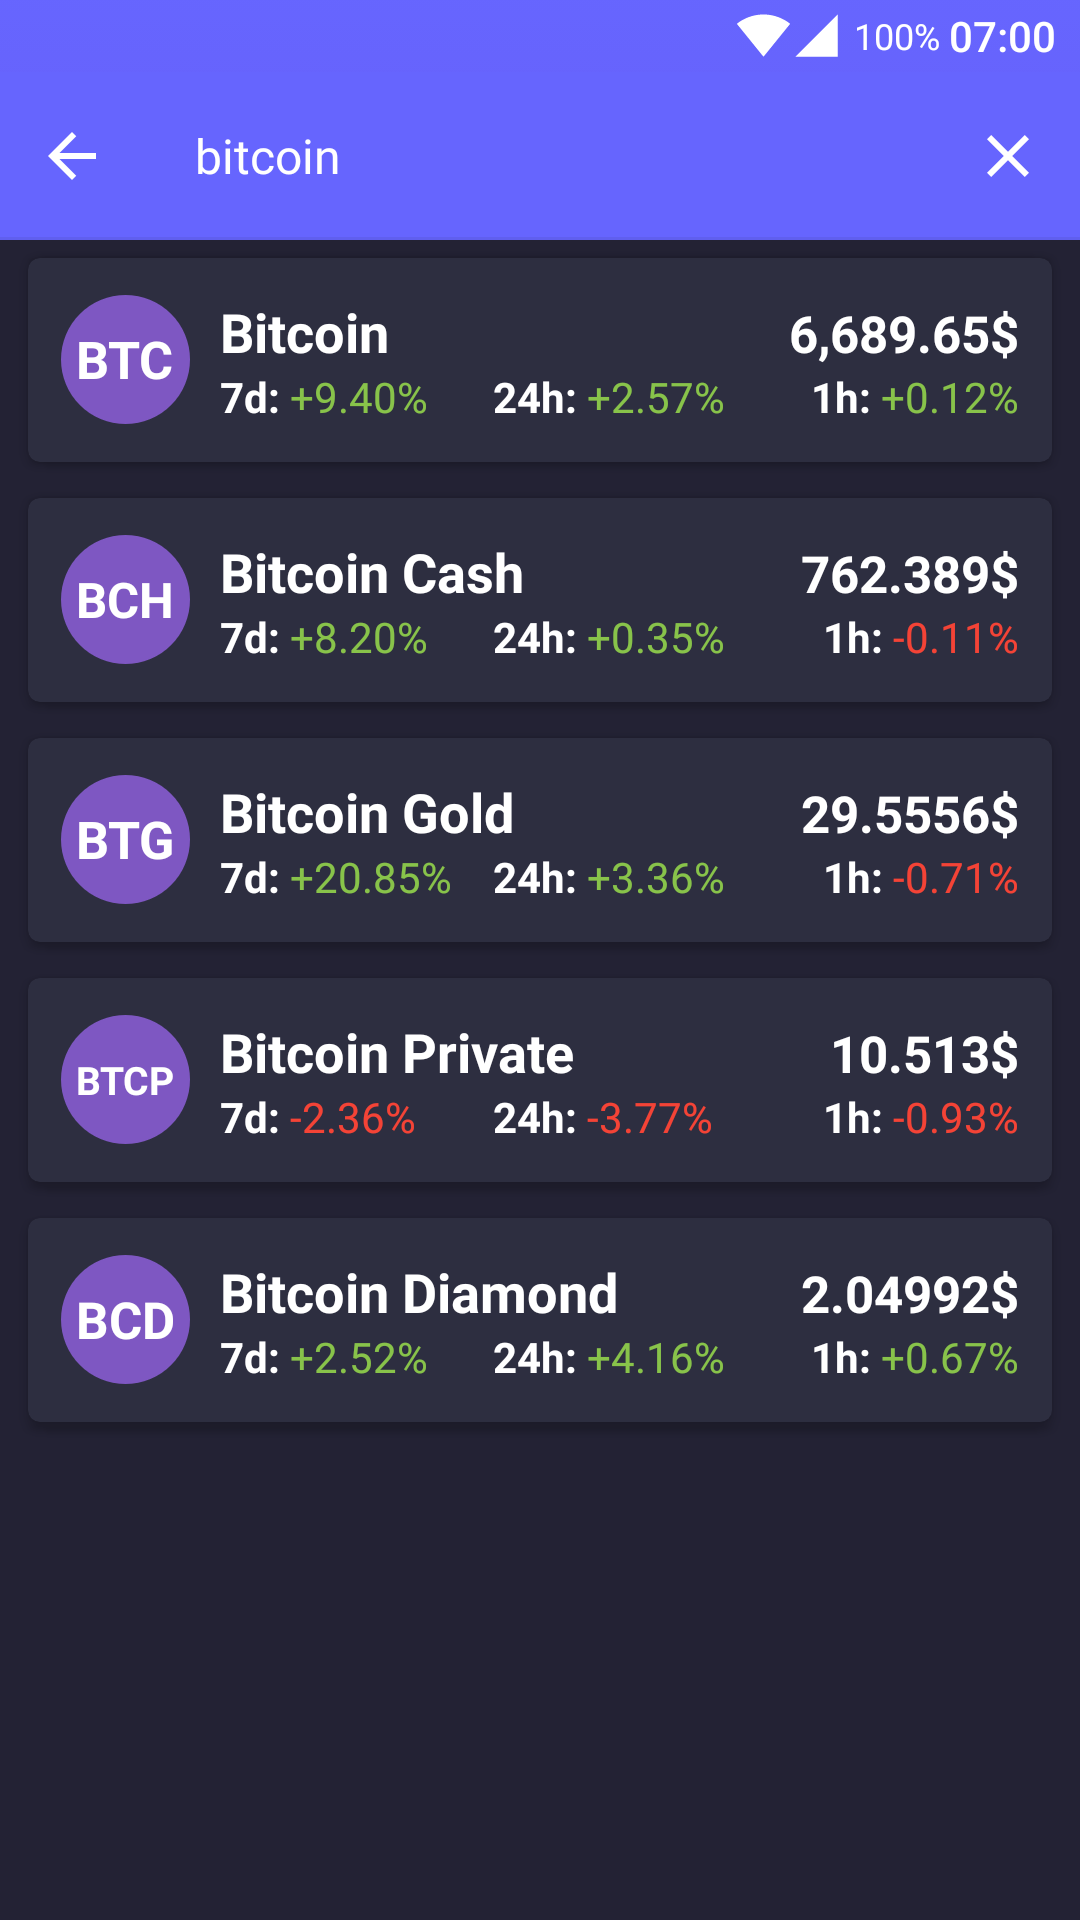 100% 07:00
bitcoin
BTC
Bitcoin 6,689.65$
7d: +9.40% 24h: +2.57% 1h: +0.12%
BCH
Bitcoin Cash 762.389$
7d: +8.20% 24h: +0.35% 1h: -0.11%
BTG
Bitcoin Gold 29.5556$
7d: +20.85% 24h: +3.36% 1h: -0.71%
BTCP
Bitcoin Private 10.513$
7d: -2.36% 24h: -3.77% 1h: -0.93%
BCD
Bitcoin Diamond 2.04992$
7d: +2.52% 24h: +4.16% 1h: +0.67%